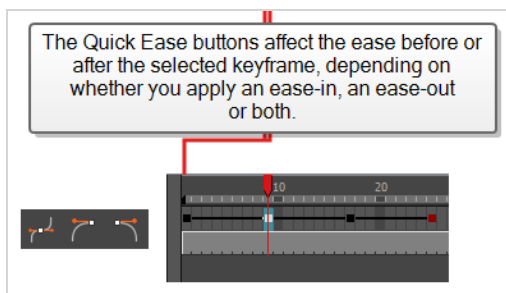 The Quick Ease buttons affect the ease before or
after the selected keyframe, depending on
whether you apply an ease-in, an ease-out
or both.
10 20